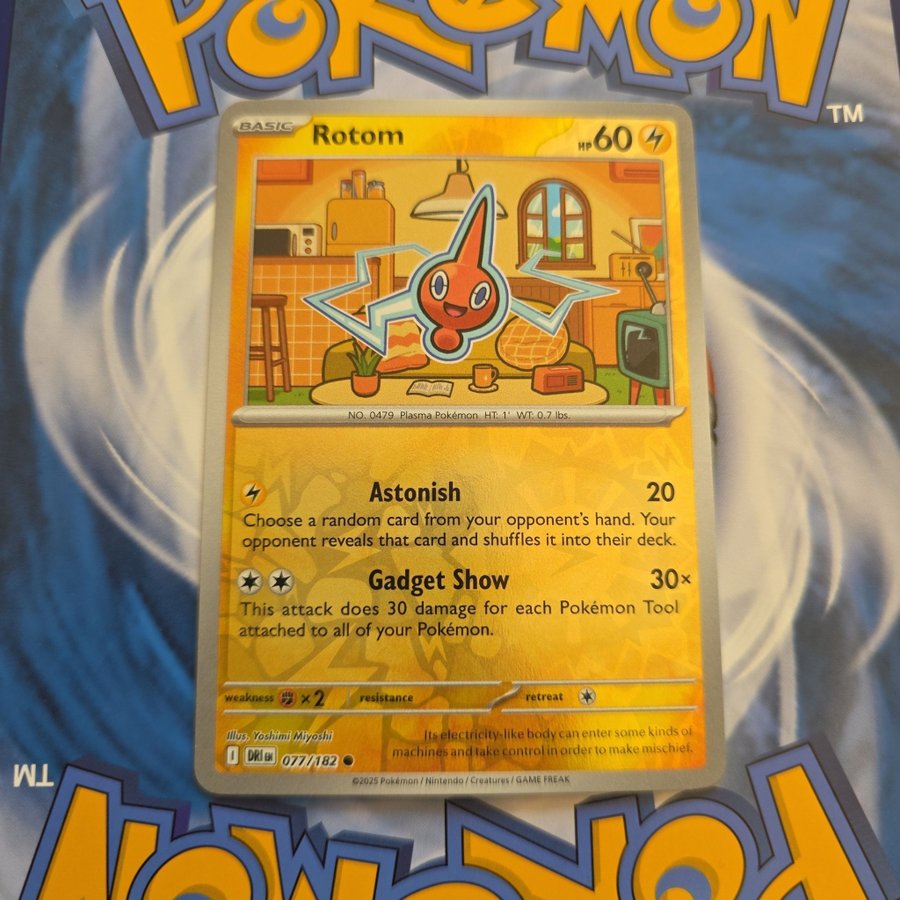 POKÉMON
TM
BASIC Rotom HP 60
NO. 0479 Plasma Pokémon HT: 1' WT: 0.7 lbs.
Astonish 20
Choose a random card from your opponent's hand. Your
opponent reveals that card and shuffles it into their deck.
Gadget Show 30×
This attack does 30 damage for each Pokémon Tool
attached to all of your Pokémon.
weakness ×2 resistance retreat
Illus. Yoshimi Miyoshi
I DRI EN 077/182
Its electricity-like body can enter some kinds of
machines and take control in order to make mischief.
©2025 Pokémon / Nintendo / Creatures / GAME FREAK
TM
POKÉMON